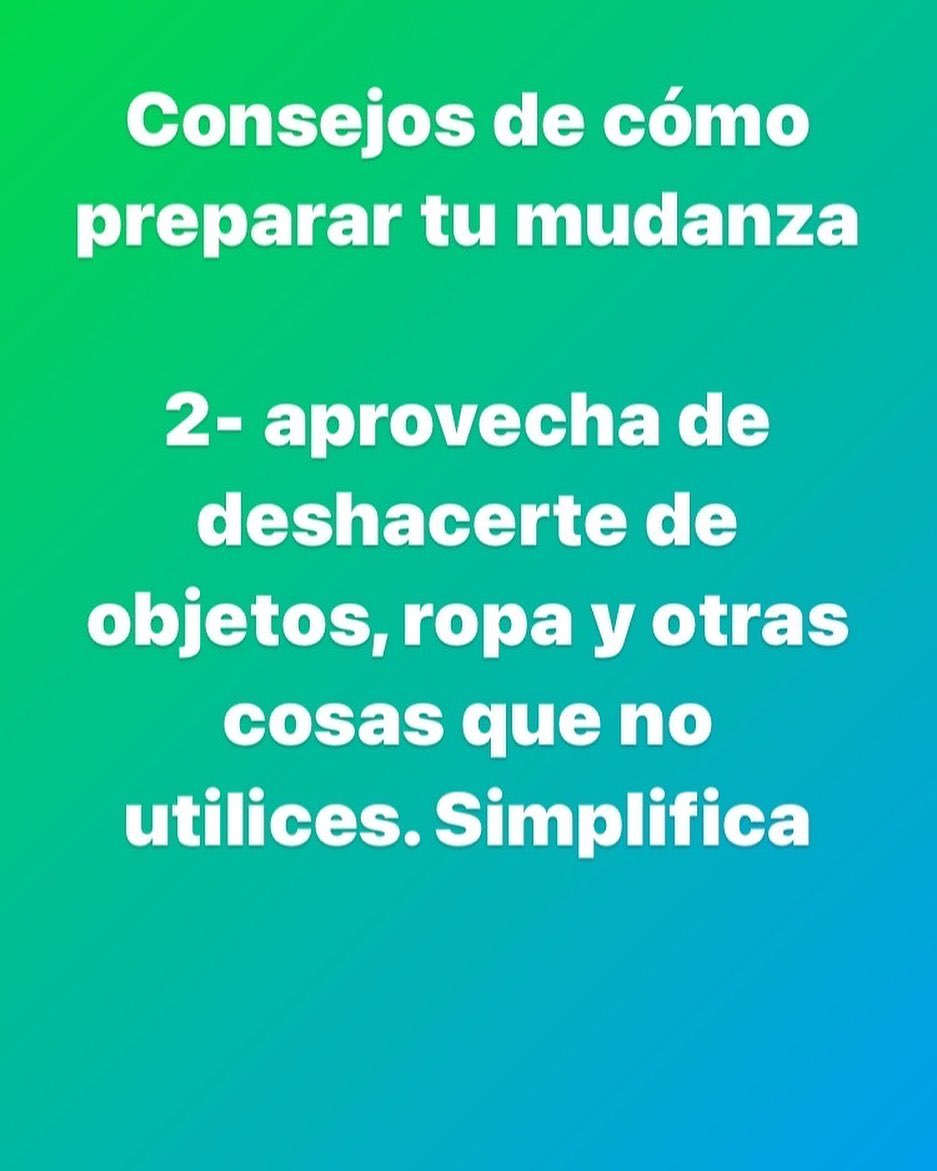 Consejos de cómo
preparar tu mudanza
2- aprovecha de
deshacerte de
objetos, ropa y otras
cosas que no
utilices. Simplifica